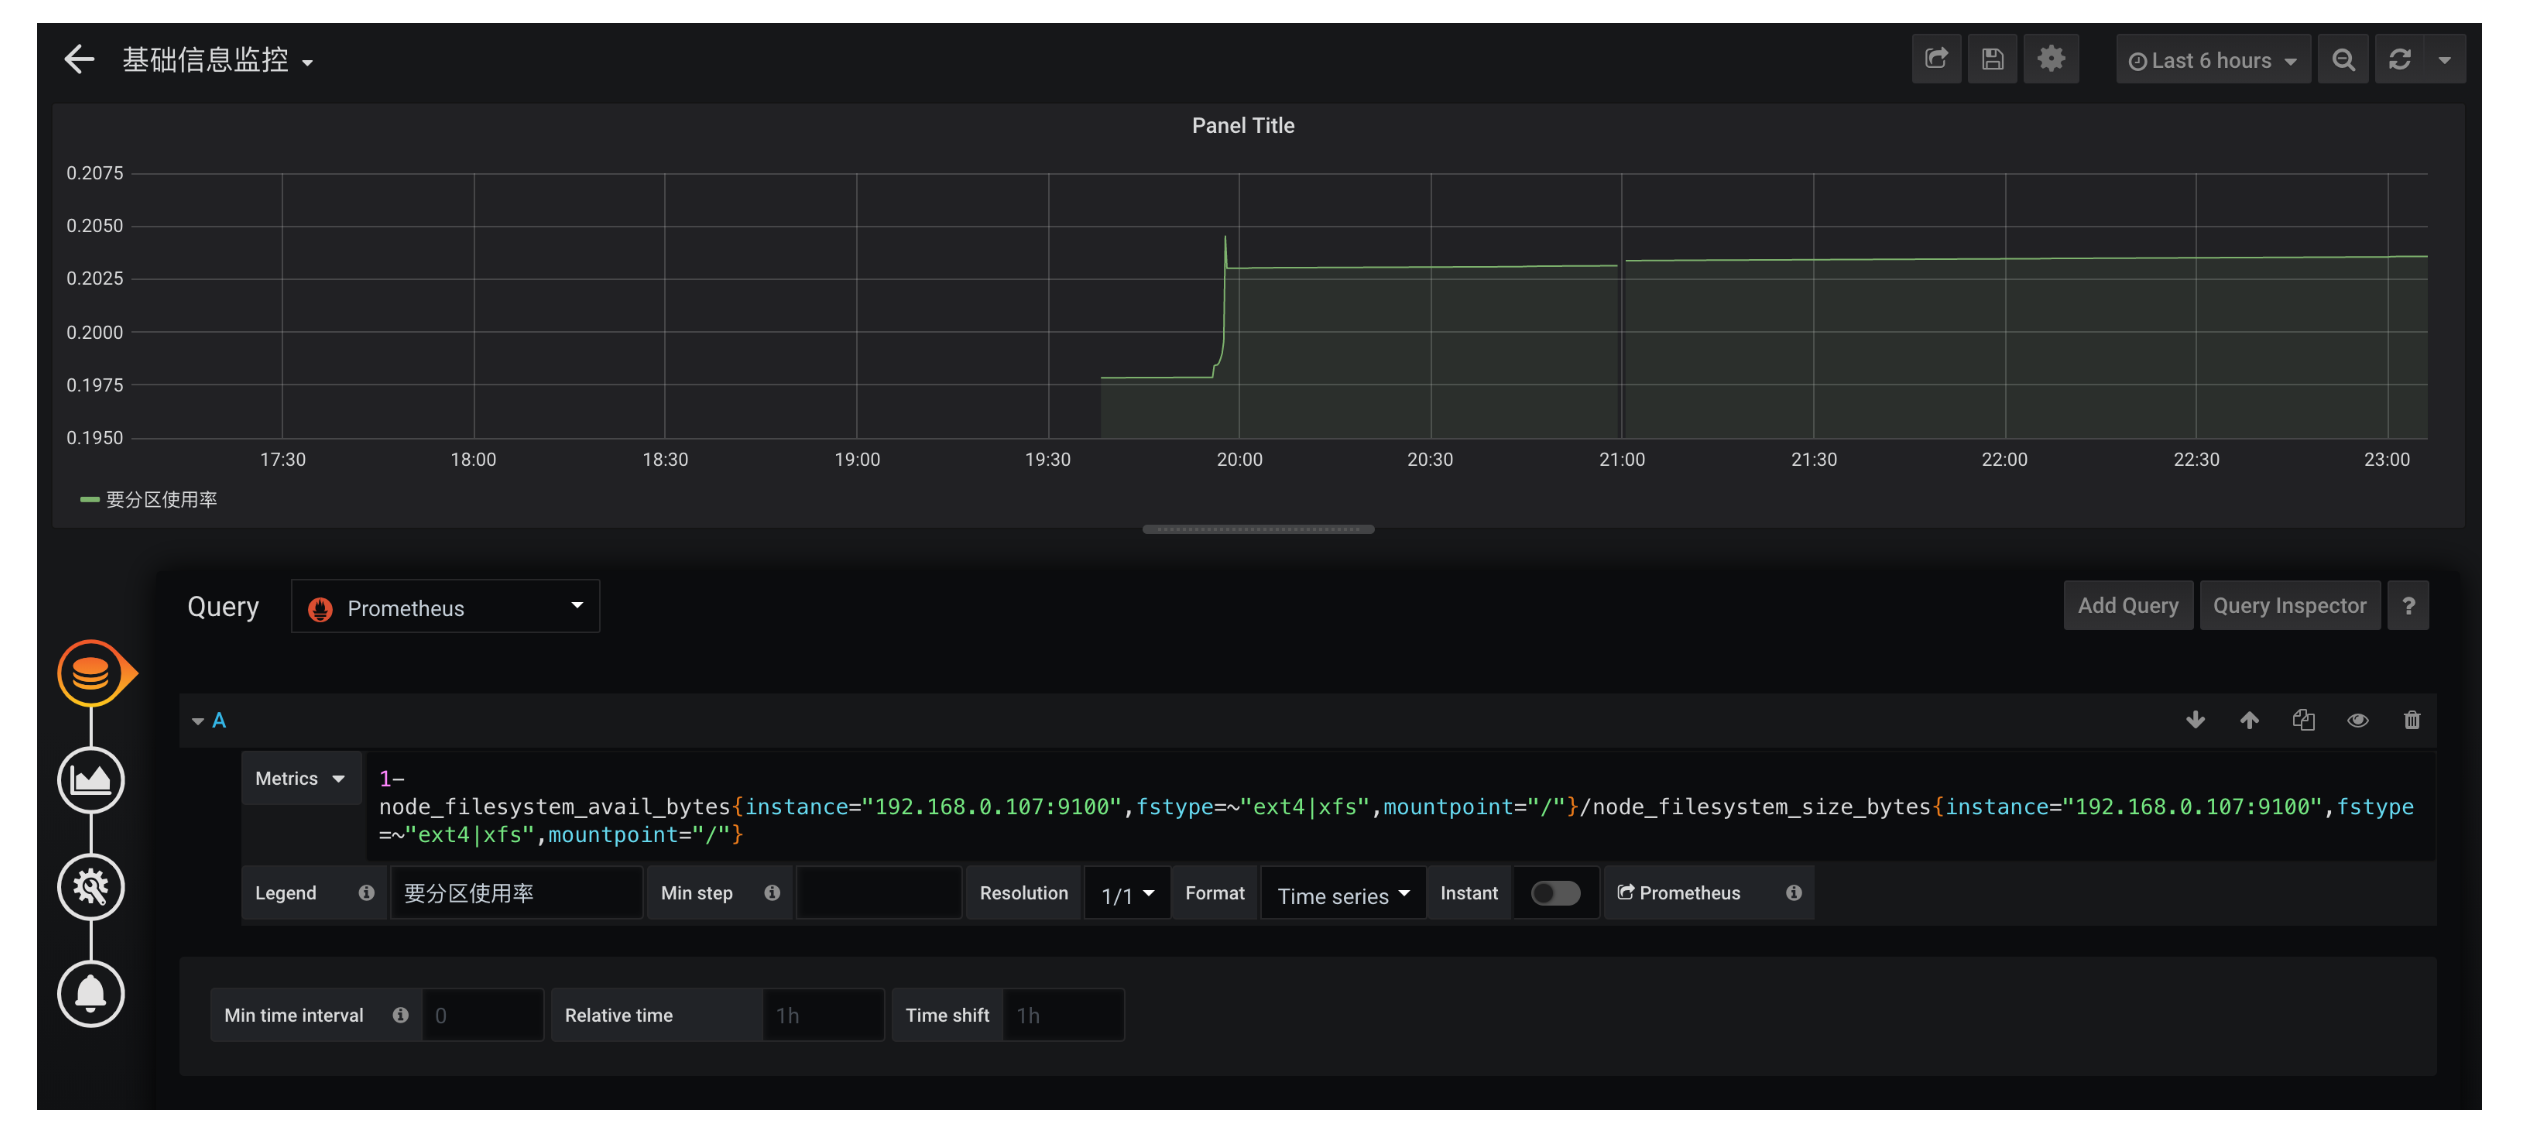 基础信息监控
Last 6 hours
Panel Title
0.2075
0.2050
0.2025
0.2000
0.1975
0.1950
17:30 18:00 18:30 19:00 19:30 20:00 20:30 21:00 21:30 22:00 22:30 23:00
要分区使用率
Query Prometheus Add Query Query Inspector ?
A
Metrics 1-
node_filesystem_avail_bytes{instance="192.168.0.107:9100",fstype=~"ext4|xfs",mountpoint="/"}/node_filesystem_size_bytes{instance="192.168.0.107:9100",fstype
=~"ext4|xfs",mountpoint="/"}
Legend 要分区使用率 Min step Resolution 1/1 Format Time series Instant Prometheus
Min time interval 0 Relative time 1h Time shift 1h